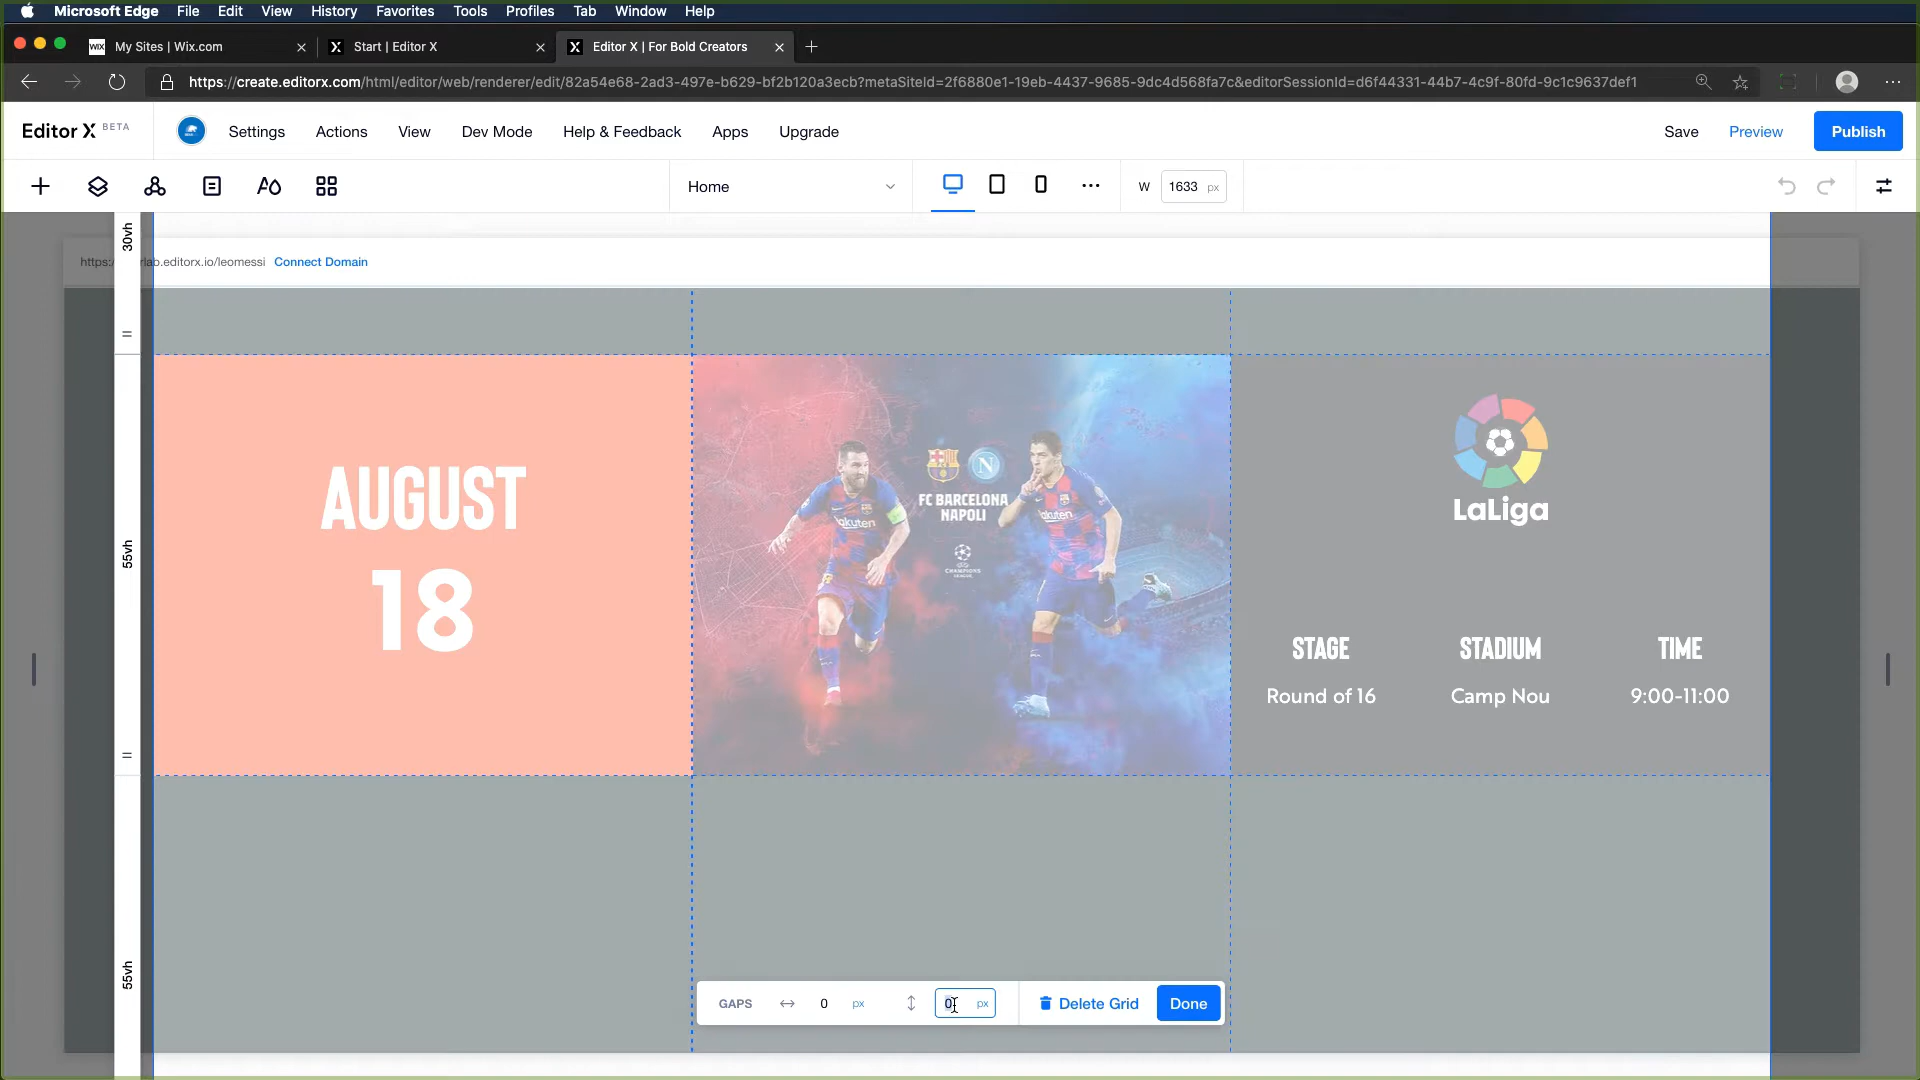 Microsoft Edge File Edit View History Favorites Tools Profiles Tab Window Help
WiX My Sites | Wix.com
X Start | Editor X
X Editor X | For Bold Creators
https://create.editorx.com/html/editor/web/renderer/edit/82a54e68-2ad3-497e-b629-bf2b120a3ecb?metaSiteId=2f6880e1-19eb-4437-9685-9dc4d568fa7c&editorSessionId=d6f44331-44b7-4c9f-80fd-9c1c9637def1
Editor X BETA
Settings Actions View Dev Mode Help & Feedback Apps Upgrade
Save Preview Publish
Home
W 1633 px
30vh
lab.editorx.io/leomessi Connect Domain
55vh
AUGUST
18
N
FC BARCELONA
NAPOLI
Rakuten
Rakuten
CHAMPIONS
LEAGUE
LaLiga
STAGE STADIUM TIME
Round of 16 Camp Nou 9:00-11:00
55vh
GAPS 0 px 0 px Delete Grid Done